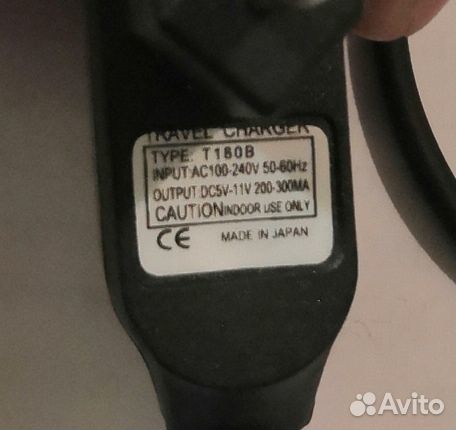 TRAVEL CHARGER
TYPE: T180B
INPUT:AC100-240V 50-60Hz
OUTPUT:DC5V-11V 200-300MA
CAUTION INDOOR USE ONLY
CE MADE IN JAPAN
Avito